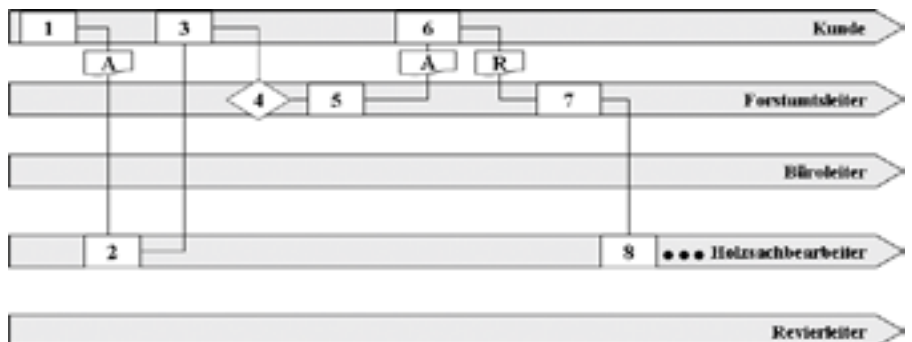 1 3 6 Kunde
A A R
4 5 7 Forstamtsleiter
Büroleiter
2 8 ●●● Holzsachbearbeiter
Revierleiter